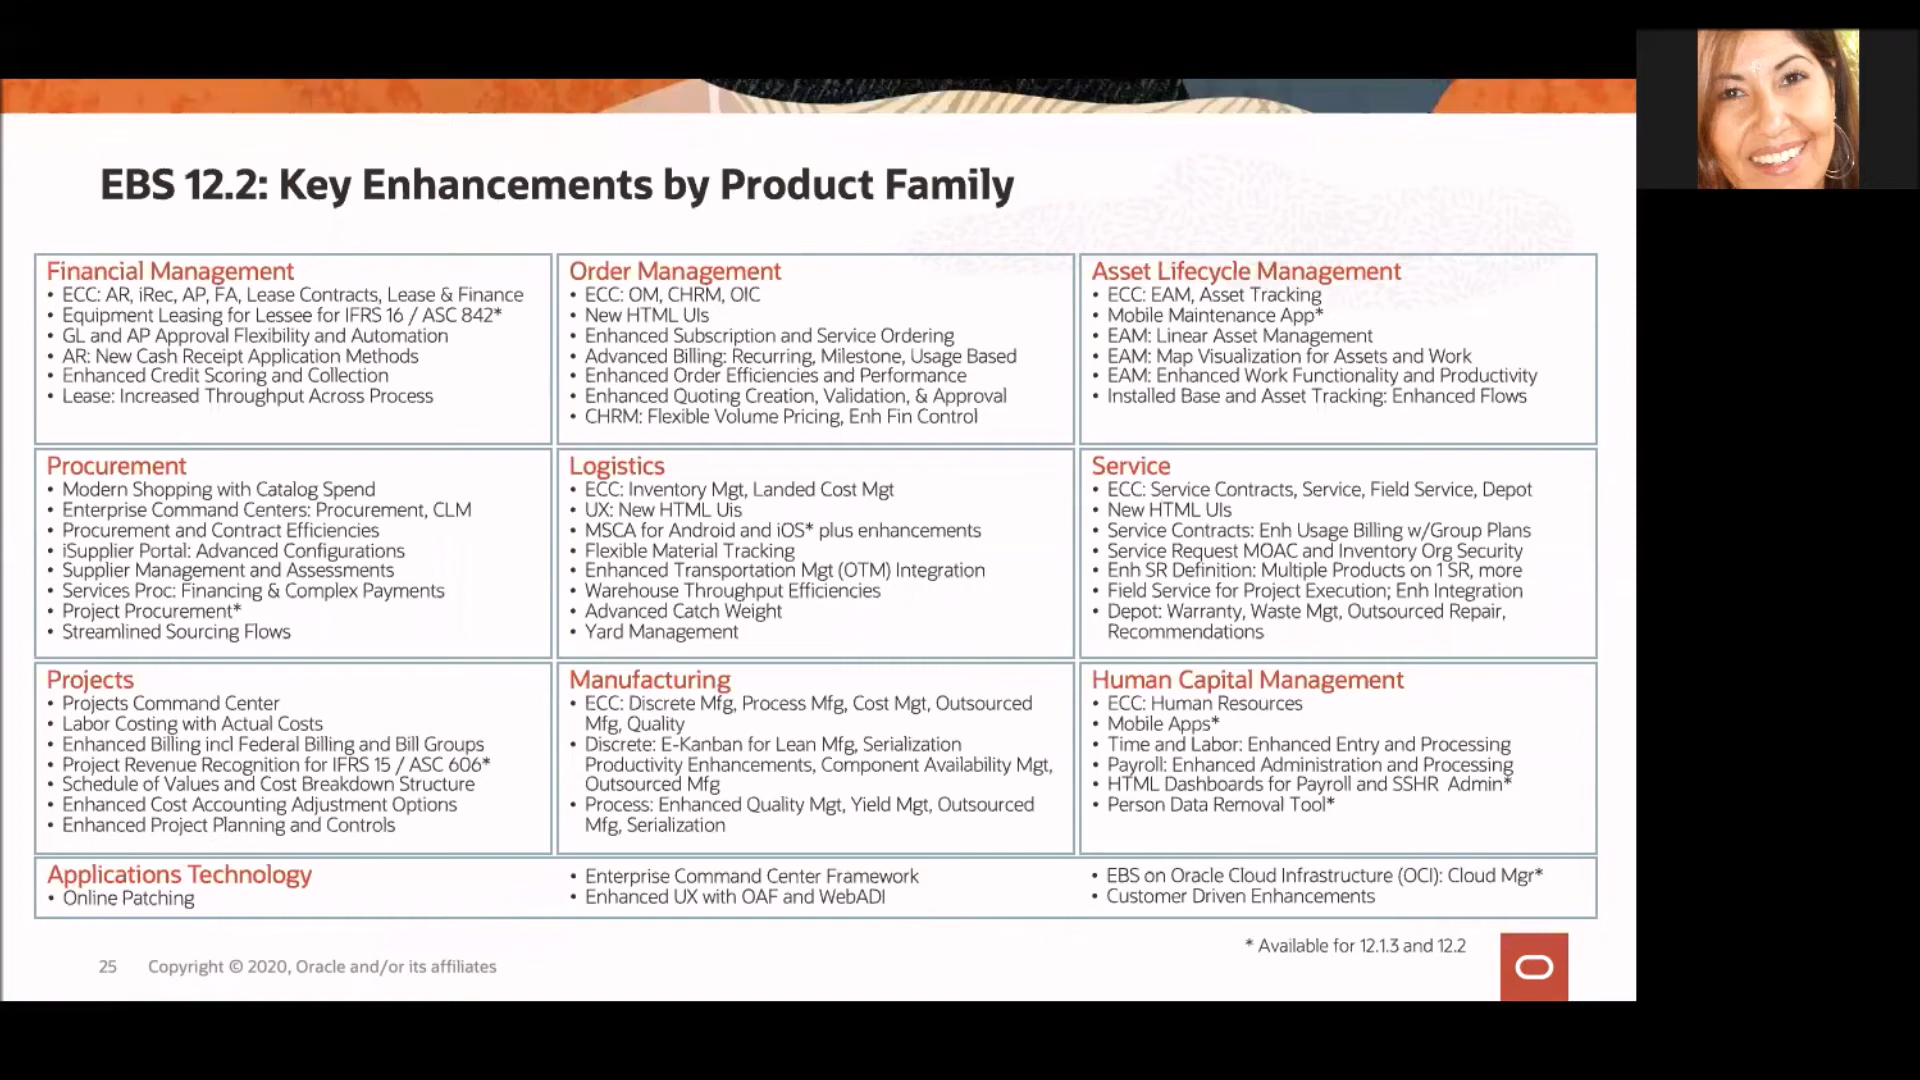 EBS 12.2: Key Enhancements by Product Family
Financial Management
• ECC: AR, iRec, AP, FA, Lease Contracts, Lease & Finance
• Equipment Leasing for Lessee for IFRS 16 / ASC 842*
• GL and AP Approval Flexibility and Automation
• AR: New Cash Receipt Application Methods
• Enhanced Credit Scoring and Collection
• Lease: Increased Throughput Across Process
Order Management
• ECC: OM, CHRM, OIC
• New HTML UIs
• Enhanced Subscription and Service Ordering
• Advanced Billing: Recurring, Milestone, Usage Based
• Enhanced Order Efficiencies and Performance
• Enhanced Quoting Creation, Validation, & Approval
• CHRM: Flexible Volume Pricing, Enh Fin Control
Asset Lifecycle Management
• ECC: EAM, Asset Tracking
• Mobile Maintenance App*
• EAM: Linear Asset Management
• EAM: Map Visualization for Assets and Work
• EAM: Enhanced Work Functionality and Productivity
• Installed Base and Asset Tracking: Enhanced Flows
Procurement
• Modern Shopping with Catalog Spend
• Enterprise Command Centers: Procurement, CLM
• Procurement and Contract Efficiencies
• iSupplier Portal: Advanced Configurations
• Supplier Management and Assessments
• Services Proc: Financing & Complex Payments
• Project Procurement*
• Streamlined Sourcing Flows
Logistics
• ECC: Inventory Mgt, Landed Cost Mgt
• UX: New HTML Uis
• MSCA for Android and iOS* plus enhancements
• Flexible Material Tracking
• Enhanced Transportation Mgt (OTM) Integration
• Warehouse Throughput Efficiencies
• Advanced Catch Weight
• Yard Management
Service
• ECC: Service Contracts, Service, Field Service, Depot
• New HTML UIs
• Service Contracts: Enh Usage Billing w/Group Plans
• Service Request MOAC and Inventory Org Security
• Enh SR Definition: Multiple Products on 1 SR, more
• Field Service for Project Execution; Enh Integration
• Depot: Warranty, Waste Mgt, Outsourced Repair,
Recommendations
Projects
• Projects Command Center
• Labor Costing with Actual Costs
• Enhanced Billing incl Federal Billing and Bill Groups
• Project Revenue Recognition for IFRS 15 / ASC 606*
• Schedule of Values and Cost Breakdown Structure
• Enhanced Cost Accounting Adjustment Options
• Enhanced Project Planning and Controls
Manufacturing
• ECC: Discrete Mfg, Process Mfg, Cost Mgt, Outsourced
Mfg, Quality
• Discrete: E-Kanban for Lean Mfg, Serialization
Productivity Enhancements, Component Availability Mgt,
Outsourced Mfg
• Process: Enhanced Quality Mgt, Yield Mgt, Outsourced
Mfg, Serialization
Human Capital Management
• ECC: Human Resources
• Mobile Apps*
• Time and Labor: Enhanced Entry and Processing
• Payroll: Enhanced Administration and Processing
• HTML Dashboards for Payroll and SSHR Admin*
• Person Data Removal Tool*
Applications Technology
• Online Patching
• Enterprise Command Center Framework
• Enhanced UX with OAF and WebADI
• EBS on Oracle Cloud Infrastructure (OCI): Cloud Mgr*
• Customer Driven Enhancements
* Available for 12.1.3 and 12.2
25 Copyright © 2020, Oracle and/or its affiliates